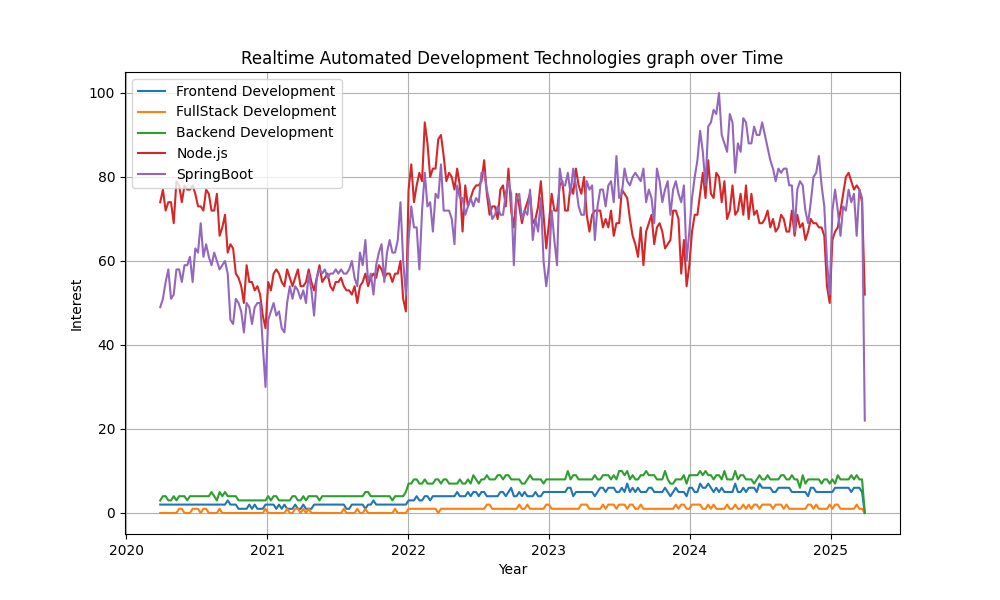 Realtime Automated Development Technologies graph over Time
Frontend Development
FullStack Development
Backend Development
Node.js
SpringBoot
100
80
60
40
20
0
Interest
2020
2021
2022
2023
2024
2025
Year